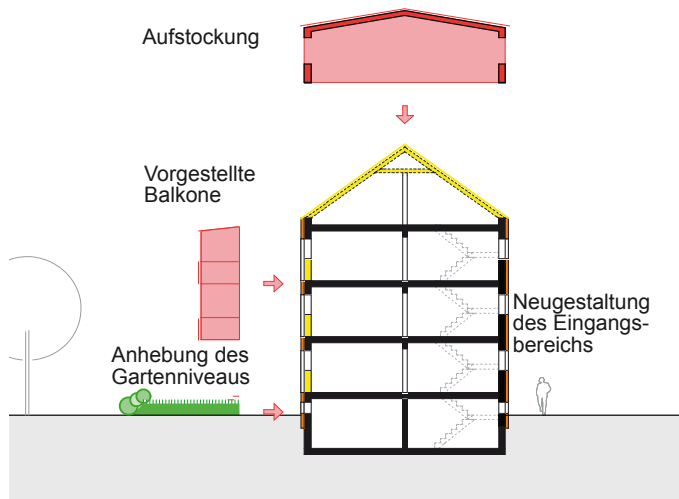 Aufstockung
Vorgestellte
Balkone
Neugestaltung
des Eingangs-
bereichs
Anhebung des
Gartenniveaus